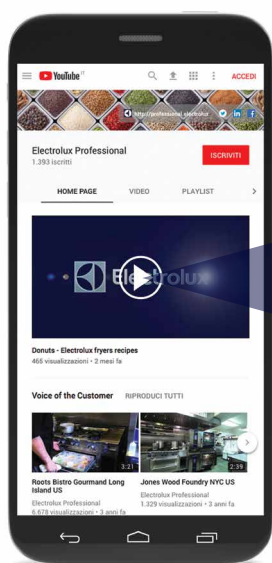 YouTube IT
ACCEDI
http://professional.electrolux
Electrolux Professional
1.393 iscritti
ISCRIVITI
HOME PAGE
VIDEO
PLAYLIST
Electrolux
Donuts - Electrolux fryers recipes
465 visualizzazioni • 2 mesi fa
Voice of the Customer RIPRODUCI TUTTI
3:21
2:39
Roots Bistro Gourmand Long
Island US
Electrolux Professional
6.678 visualizzazioni • 3 anni fa
Jones Wood Foundry NYC US
Electrolux Professional
1.329 visualizzazioni • 3 anni fa